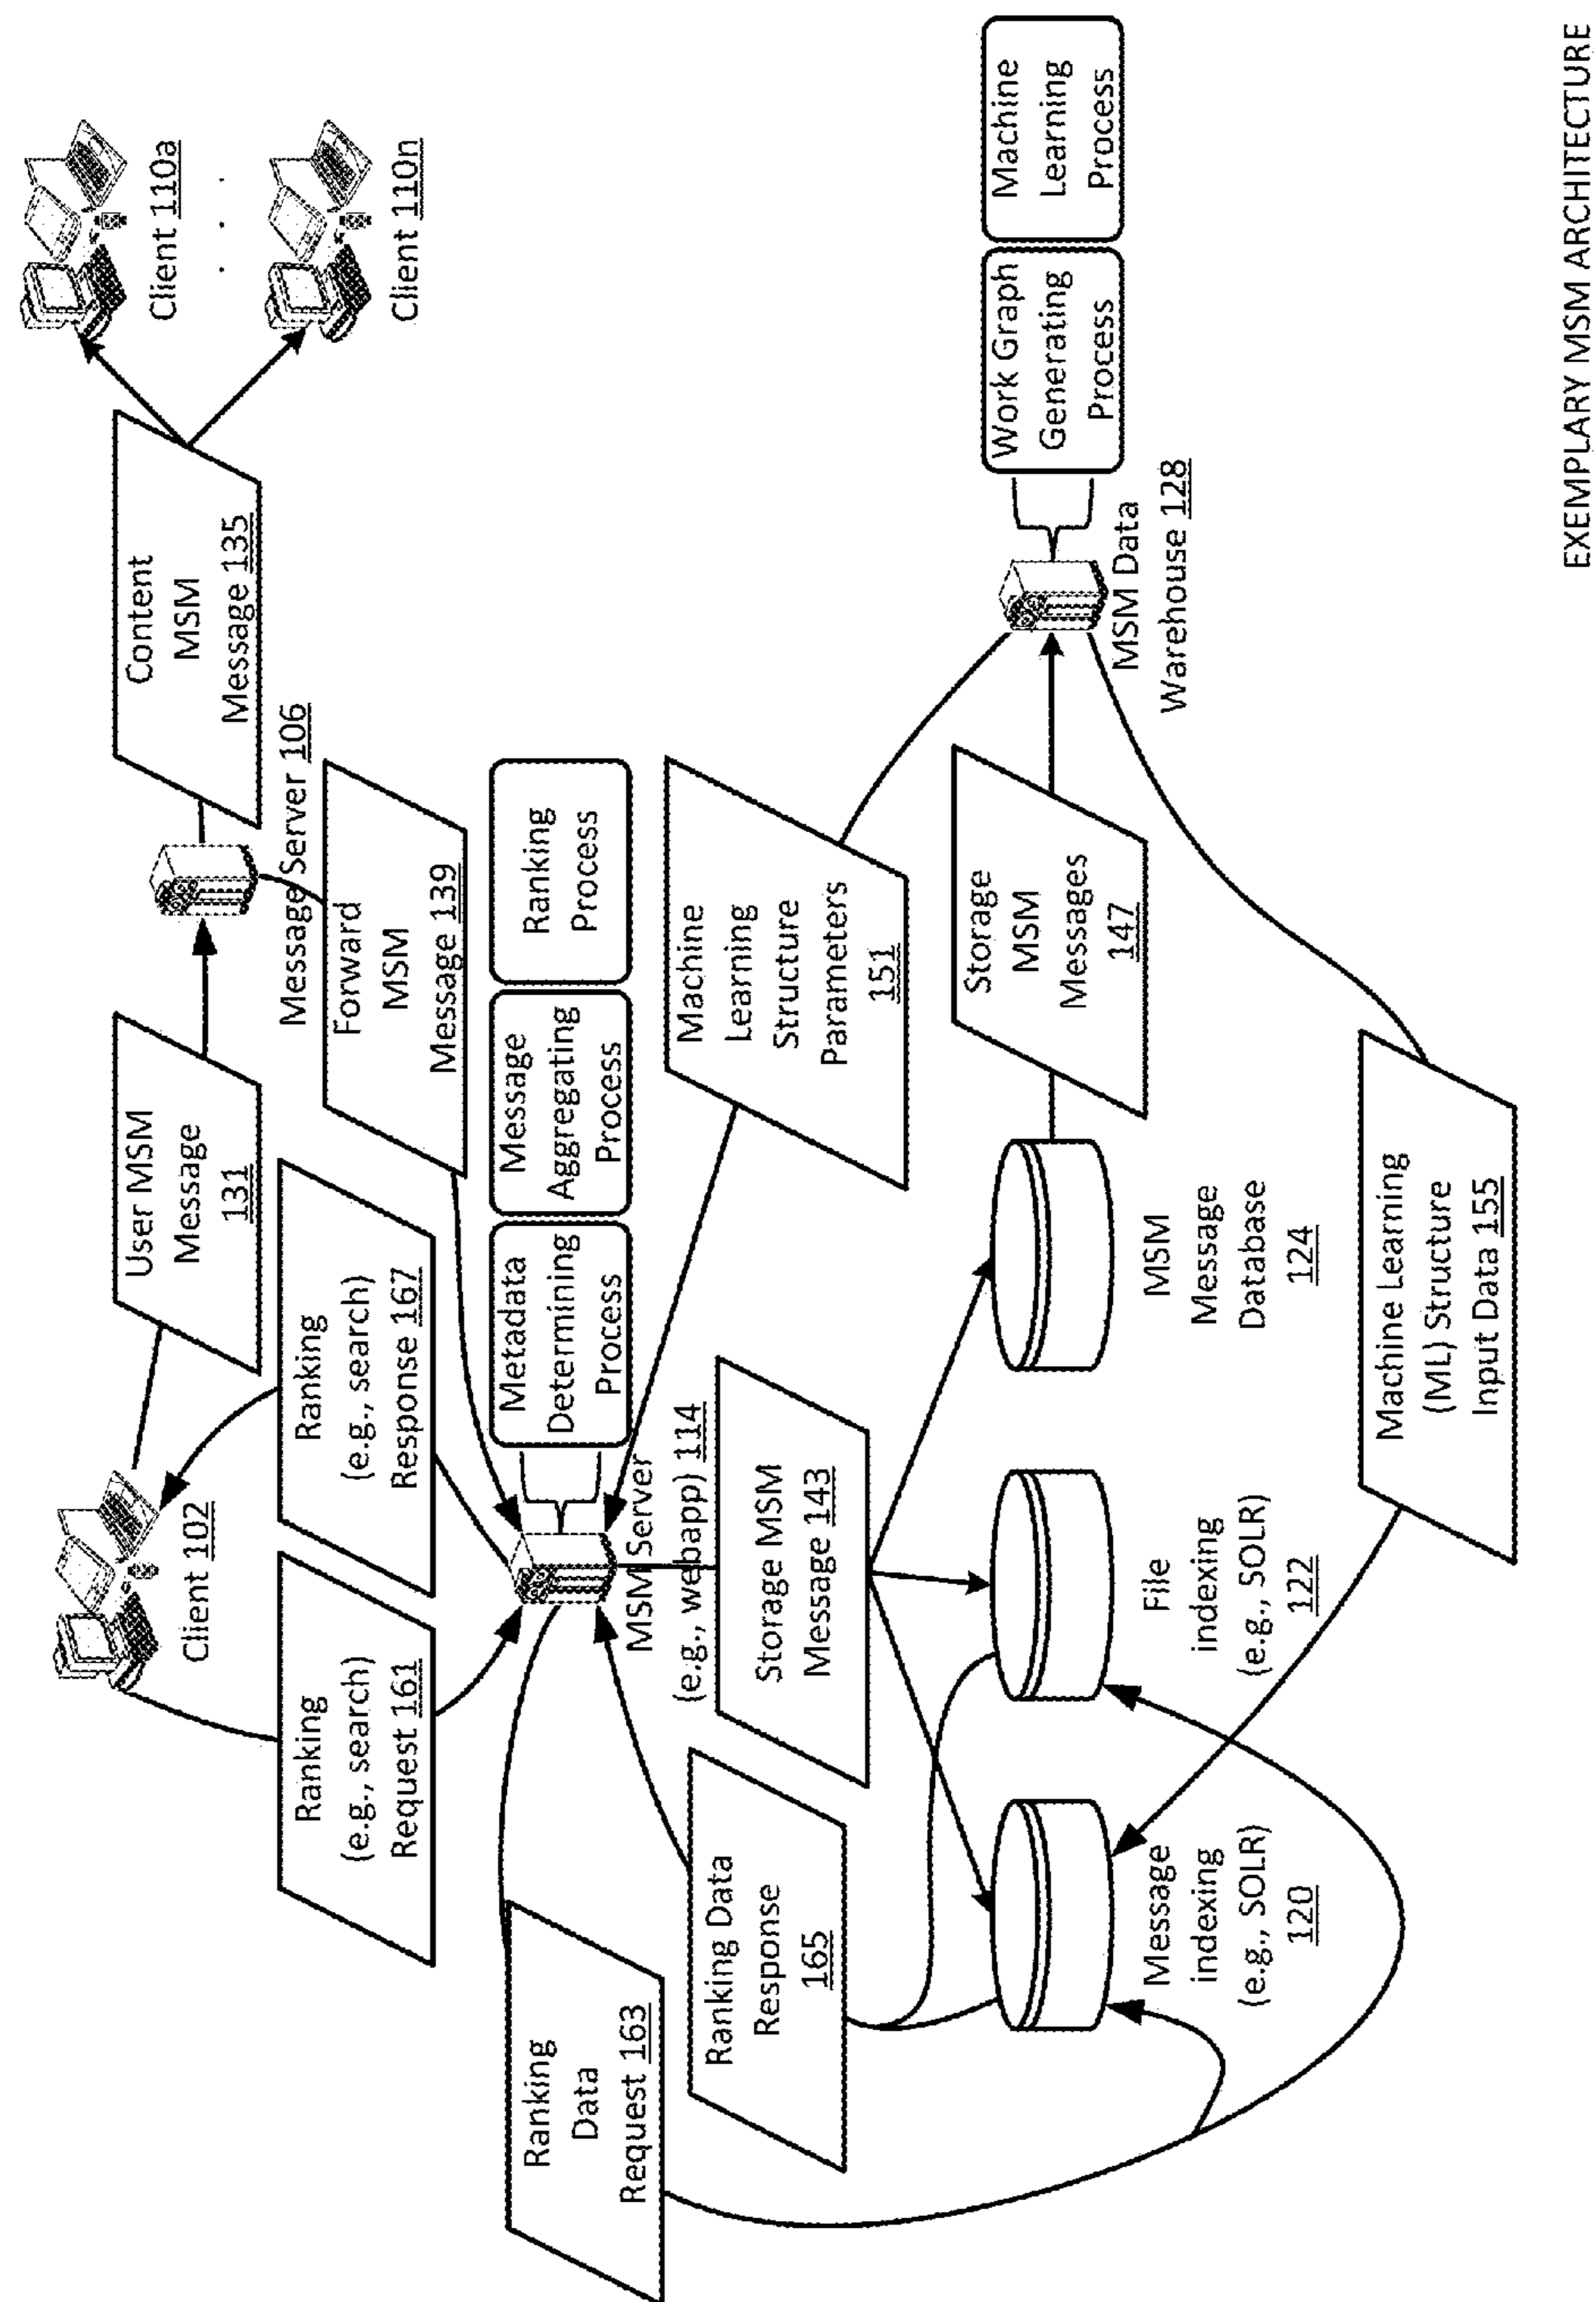 Client 102
User MSM
Message
131
Message Server 106
Content
MSM
Message 135
Client 110a
. . .
Client 110n
Ranking
(e.g., search)
Request 161
Ranking
(e.g., search)
Response 167
Forward
MSM
Message 139
Ranking
Data
Request 163
MSM Server
(e.g., webapp) 114
Metadata
Determining
Process
Message
Aggregating
Process
Ranking
Process
Ranking Data
Response
165
Storage MSM
Message 143
Machine
Learning
Structure
Parameters
151
Message
indexing
(e.g., SOLR)
120
File
indexing
(e.g., SOLR)
122
MSM
Message
Database
124
Storage
MSM
Messages
147
MSM Data
Warehouse 128
Work Graph
Generating
Process
Machine
Learning
Process
Machine Learning
(ML) Structure
Input Data 155
EXEMPLARY MSM ARCHITECTURE